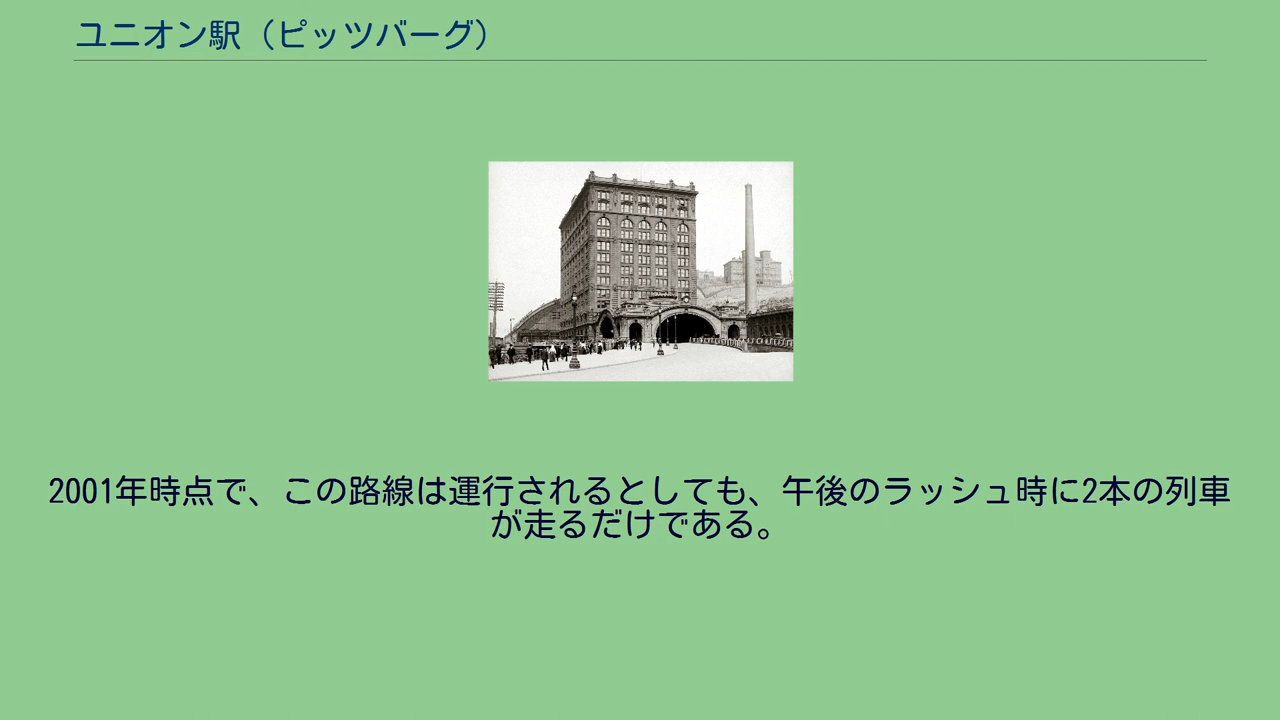 ユニオン駅（ピッツバーグ）
2001年時点で、この路線は運行されるとしても、午後のラッシュ時に2本の列車
が走るだけである。